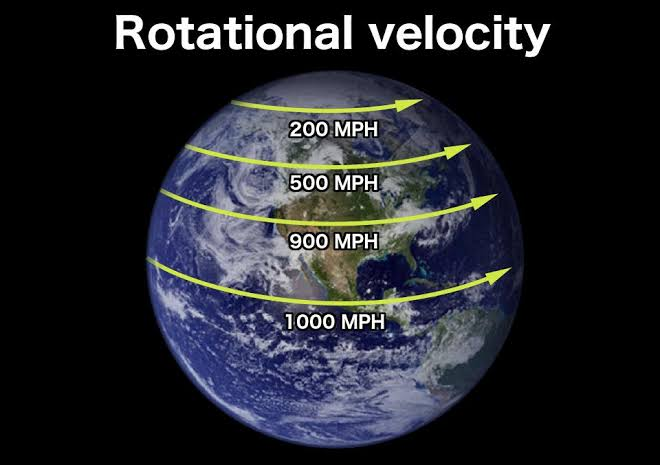 Rotational velocity
200 MPH
500 MPH
900 MPH
1000 MPH